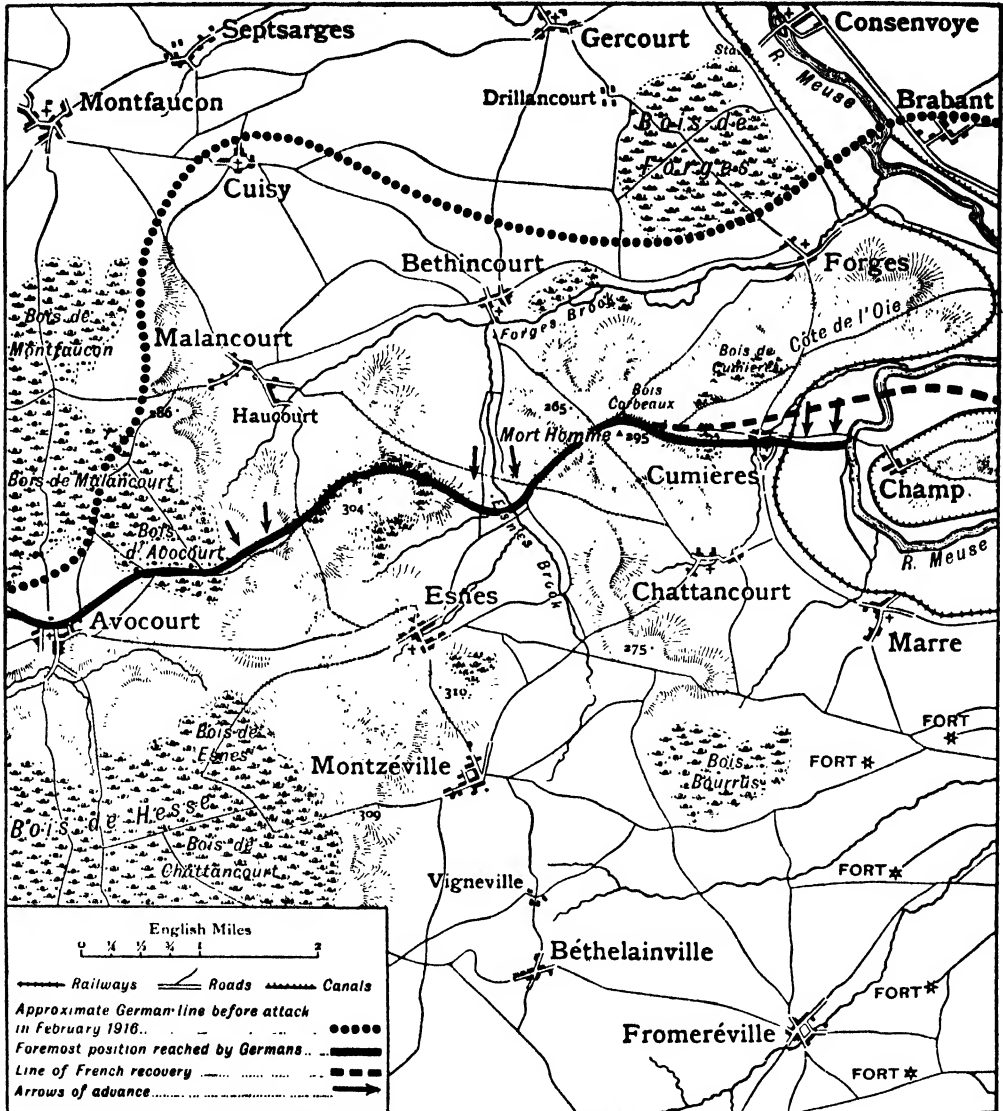 Septsarges
Gercourt
Consenvoye
Sta.
R. Meuse
Montfaucon
Drillancourt
Brabant
Bois de
Forges
Cuisy
Bethincourt
Forges
Bois de
Montfaucon
Forges Brook
Côte de l'Oie
Malancourt
Bois de
Cumières
Haucourt
286
265
Bois
Corbeaux
Mort Homme 295
Bois de Malancourt
Cumières
Champ
304
Bois
d'Avocourt
Esnes Brook
R. Meuse
Avocourt
Esnes
Chattancourt
Marre
275
310
FORT
Bois de
Esnes
Montzéville
Bois
Bourrus
FORT
Bois de Hesse
309
Bois de
Chattancourt
Vigneville
FORT
English Miles
0 ¼ ½ ¾ 1 2
Béthelainville
Railways Roads Canals
FORT
Approximate German line before attack
in February 1916
Fromeréville
Foremost position reached by Germans
Line of French recovery
FORT
Arrows of advance